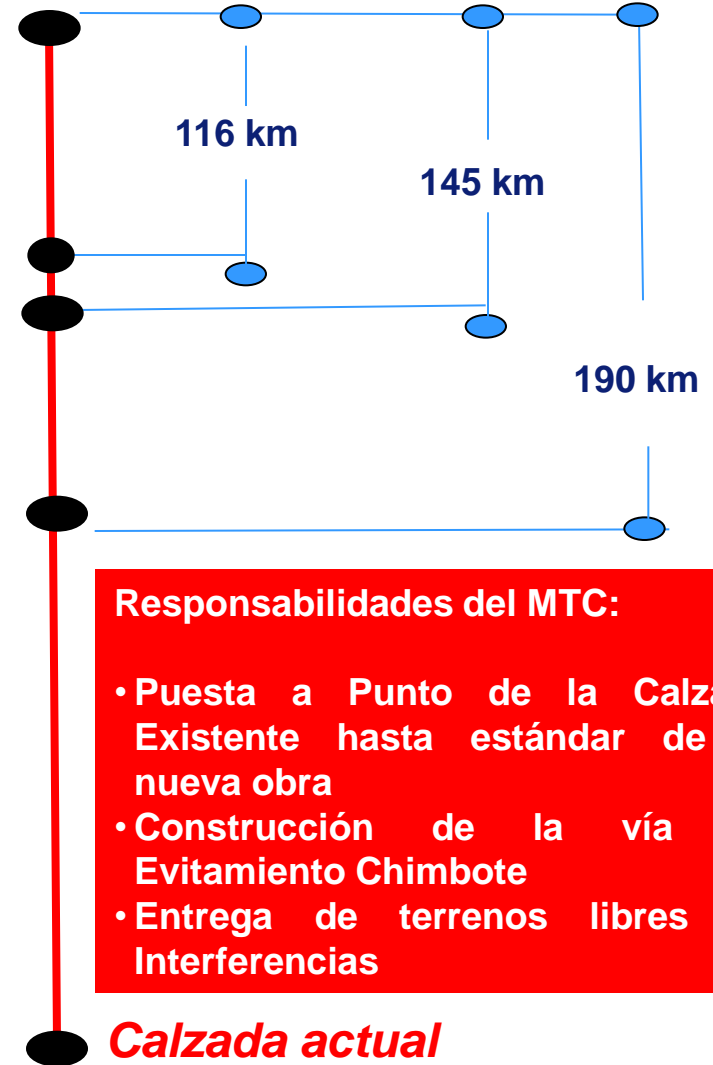 116 km
145 km
190 km
Responsabilidades del MTC:
• Puesta a Punto de la
Existente hasta estándar de
nueva obra
• Construcción de la vía
Evitamiento Chimbote
• Entrega de terrenos libres
Interferencias
Calzada actual